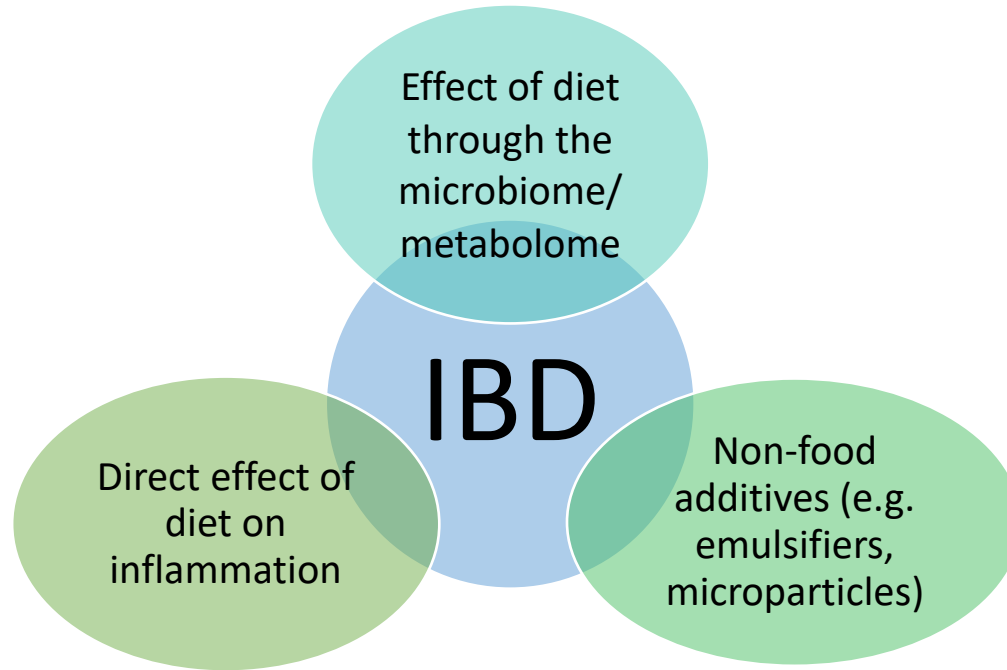 Effect of diet
through the
microbiome/
metabolome
IBD
Direct effect of
diet on
inflammation
Non-food
additives (e.g.
emulsifiers,
microparticles)